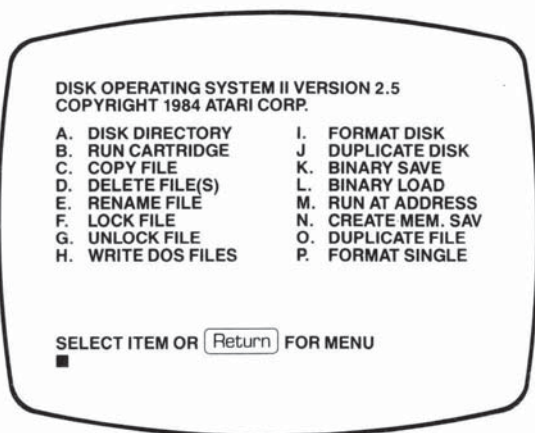 DISK OPERATING SYSTEM II VERSION 2.5
COPYRIGHT 1984 ATARI CORP.
A. DISK DIRECTORY
B. RUN CARTRIDGE
C. COPY FILE
D. DELETE FILE(S)
E. RENAME FILE
F. LOCK FILE
G. UNLOCK FILE
H. WRITE DOS FILES
I. FORMAT DISK
J DUPLICATE DISK
K. BINARY SAVE
L. BINARY LOAD
M. RUN AT ADDRESS
N. CREATE MEM. SAV
O. DUPLICATE FILE
P. FORMAT SINGLE
SELECT ITEM OR Return FOR MENU